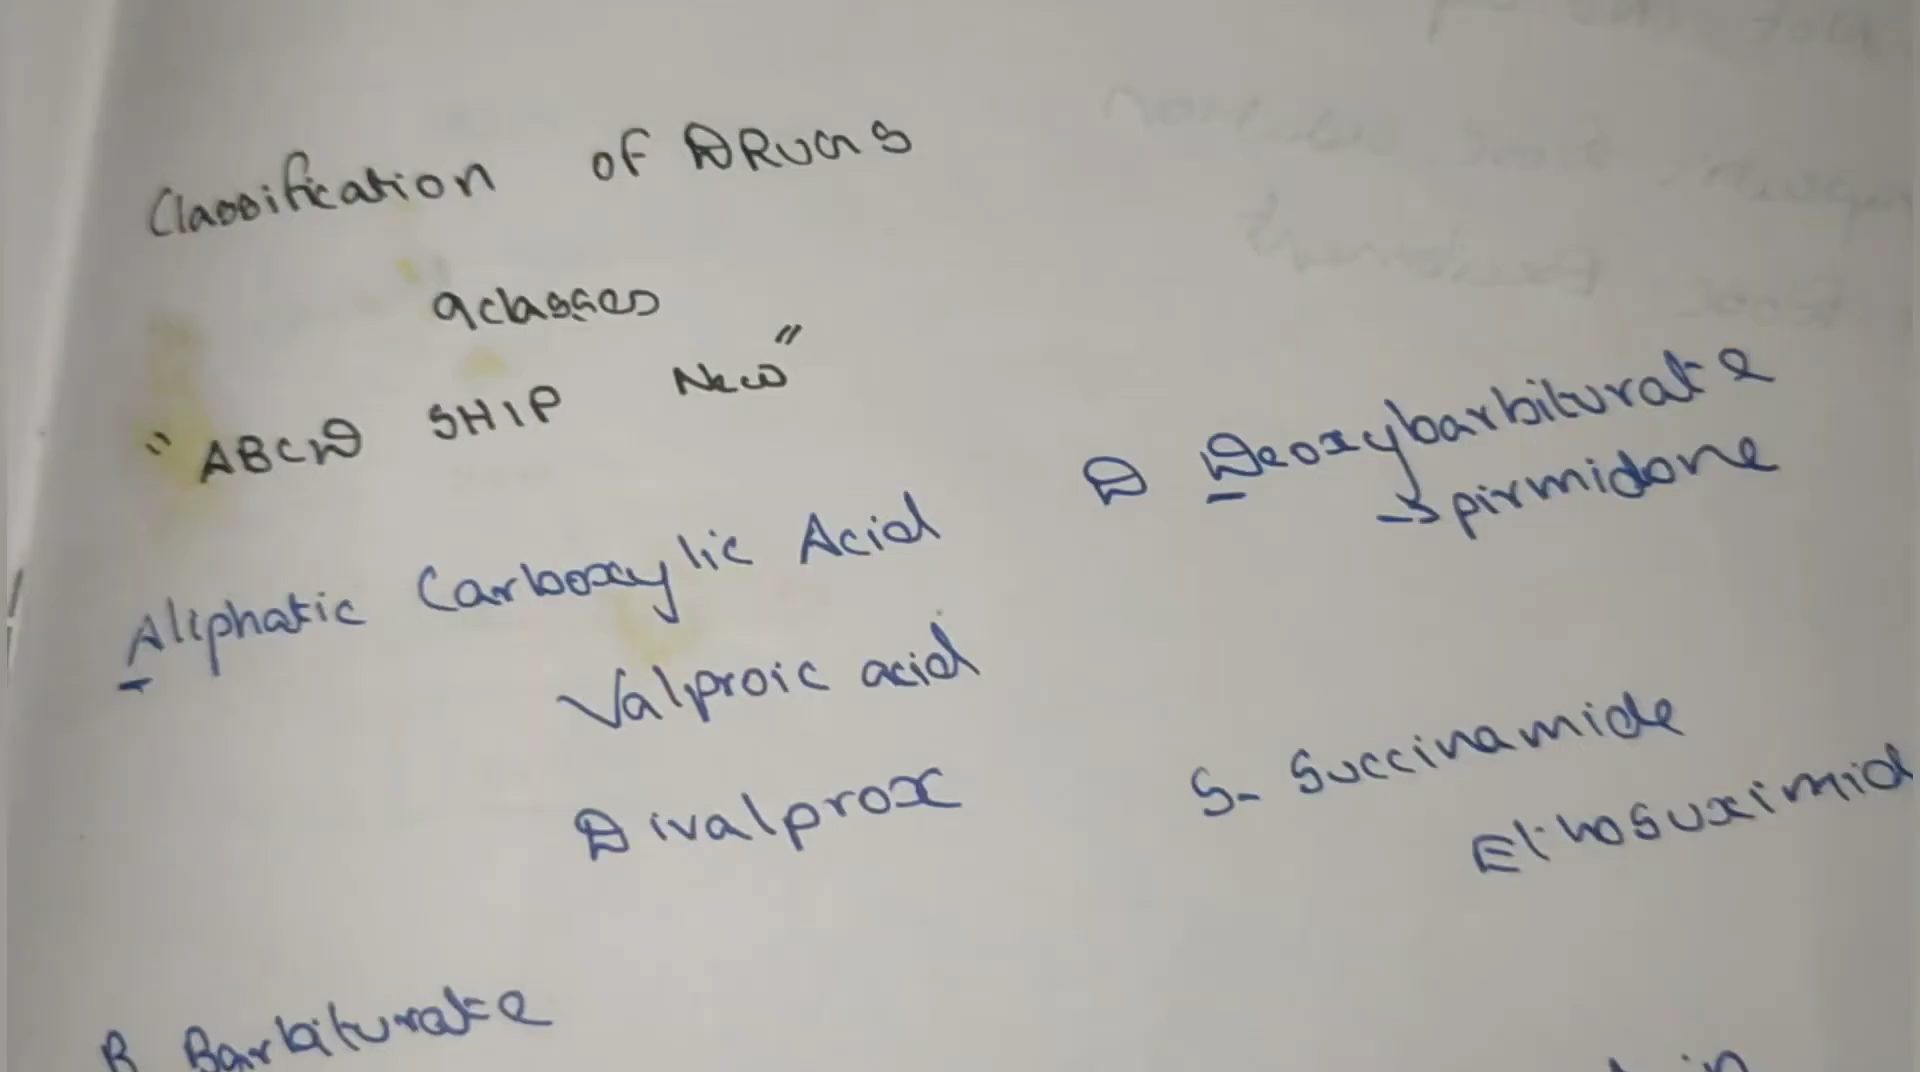 Classification of DRUGS
9classes
"ABCD SHIP New"
Aliphatic Carboxylic Acid
Valproic acid
Divalprox
B Barbiturate
D Deoxybarbiturate
→ pirmidone
S- Succinamide
Ethosuximid